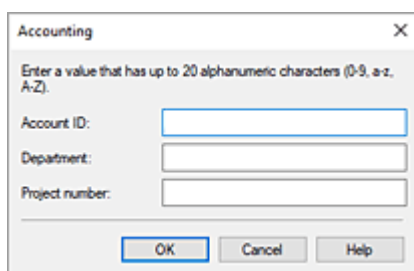 Accounting
Enter a value that has up to 20 alphanumeric characters (0-9, a-z,
A-Z).
Account ID:
Department:
Project number:
OK Cancel Help